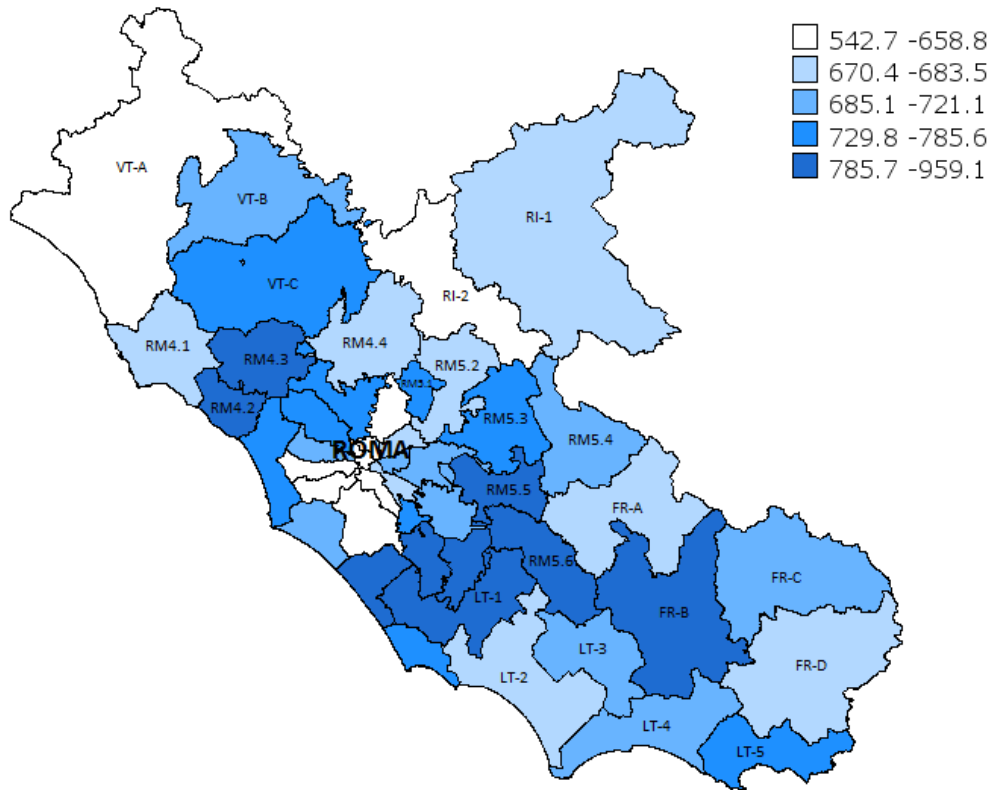 542.7 -658.8
670.4 -683.5
685.1 -721.1
729.8 -785.6
785.7 -959.1
VT-A
VT-B
RI-1
VT-C
RI-2
RM4.1
RM4.4
RM4.3
RM5.2
RM5.1
RM4.2
RM5.3
RM5.4
ROMA
RM5.5
FR-A
RM5.6
FR-C
LT-1
FR-B
LT-3
FR-D
LT-2
LT-4
LT-5